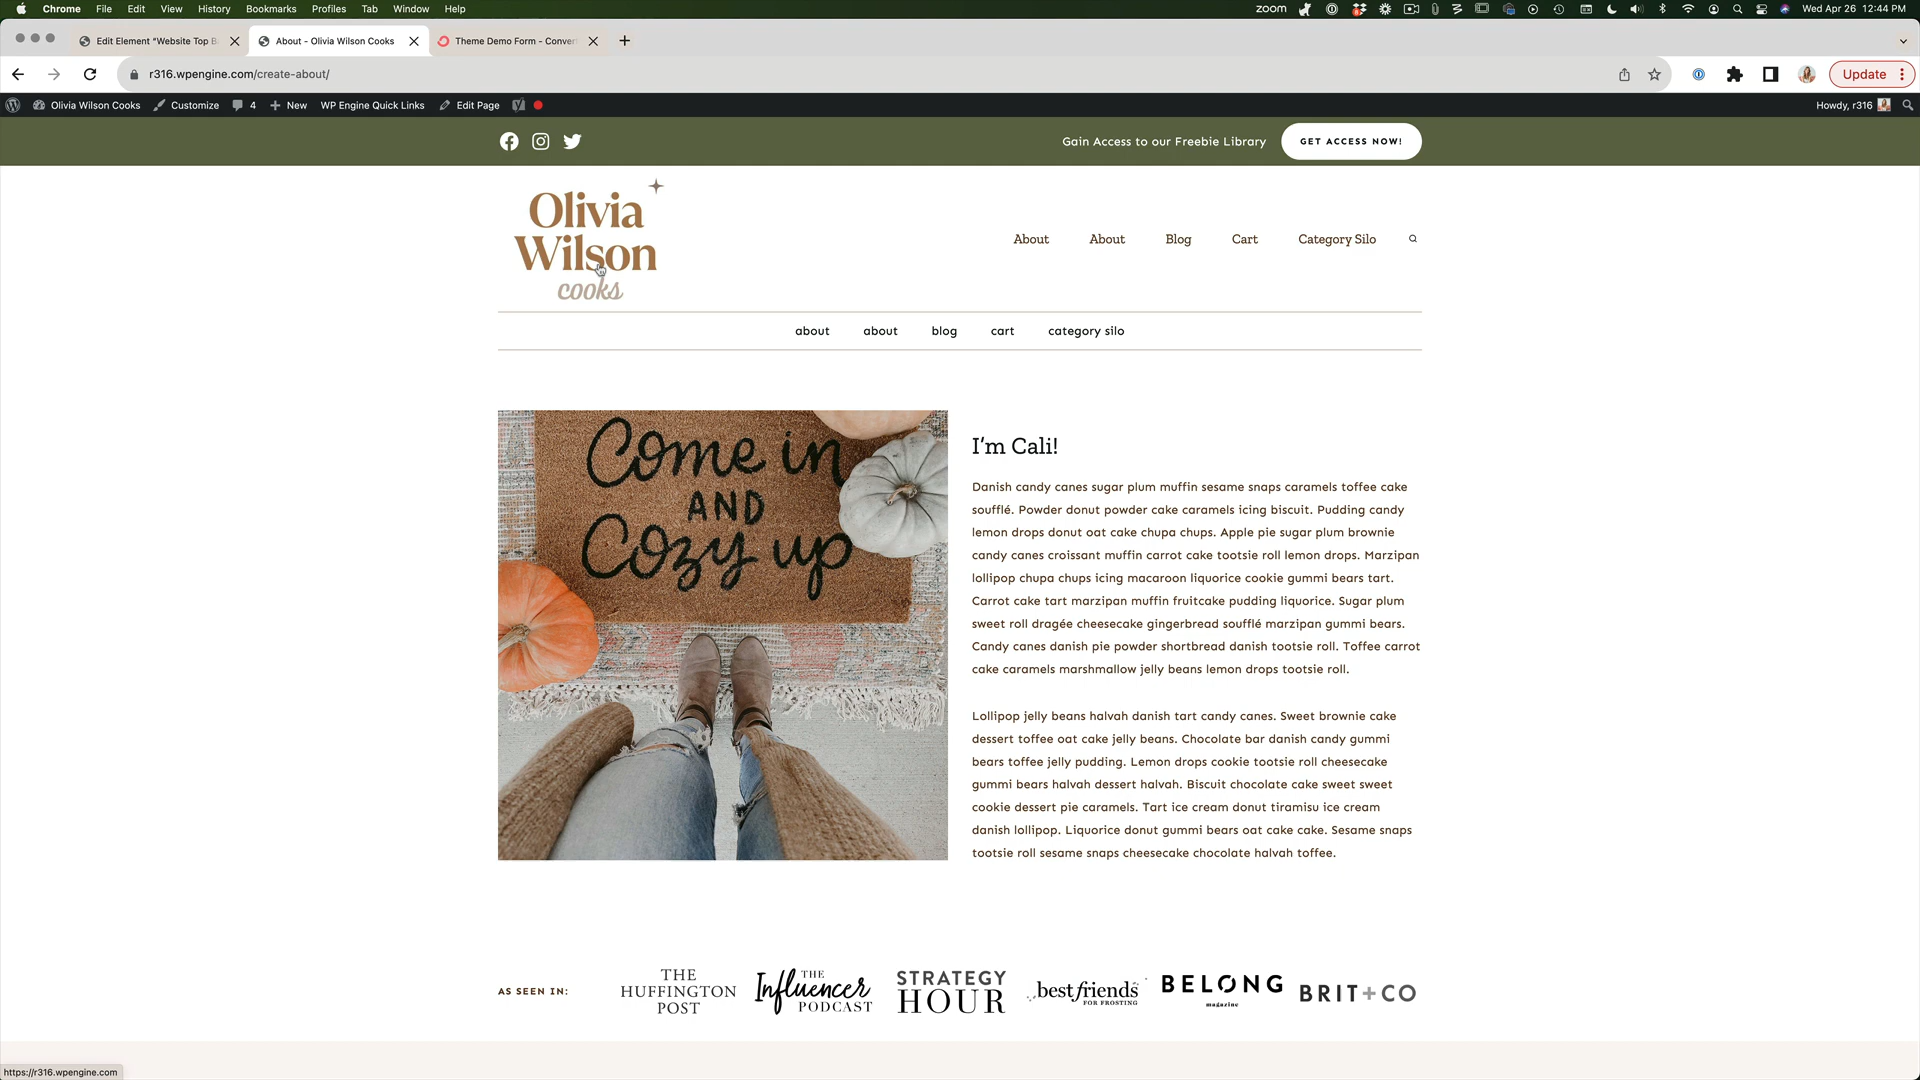 Chrome File Edit View History Bookmarks Profiles Tab Window Help zoom Wed Apr 26 12:44 PM
Edit Element "Website Top B About - Olivia Wilson Cooks Theme Demo Form - Conver
r316.wpengine.com/create-about/ Update
Olivia Wilson Cooks Customize 4 New WP Engine Quick Links Edit Page Howdy, r316
Gain Access to our Freebie Library GET ACCESS NOW!
Olivia
Wilson
cooks
About About Blog Cart Category Silo
about about blog cart category silo
Come in
AND
Cozy up
I'm Cali!
Danish candy canes sugar plum muffin sesame snaps caramels toffee cake
soufflé. Powder donut powder cake caramels icing biscuit. Pudding candy
lemon drops donut oat cake chupa chups. Apple pie sugar plum brownie
candy canes croissant muffin carrot cake tootsie roll lemon drops. Marzipan
lollipop chupa chups icing macaroon liquorice cookie gummi bears tart.
Carrot cake tart marzipan muffin fruitcake pudding liquorice. Sugar plum
sweet roll dragée cheesecake gingerbread soufflé marzipan gummi bears.
Candy canes danish pie powder shortbread danish tootsie roll. Toffee carrot
cake caramels marshmallow jelly beans lemon drops tootsie roll.
Lollipop jelly beans halvah danish tart candy canes. Sweet brownie cake
dessert toffee oat cake jelly beans. Chocolate bar danish candy gummi
bears toffee jelly pudding. Lemon drops cookie tootsie roll cheesecake
gummi bears halvah dessert halvah. Biscuit chocolate cake sweet sweet
cookie dessert pie caramels. Tart ice cream donut tiramisu ice cream
danish lollipop. Liquorice donut gummi bears oat cake cake. Sesame snaps
tootsie roll sesame snaps cheesecake chocolate halvah toffee.
AS SEEN IN:
THE
HUFFINGTON
POST
THE
Influencer
PODCAST
STRATEGY
HOUR
best friends
FOR FROSTING
BELONG
magazine
BRIT+CO
https://r316.wpengine.com